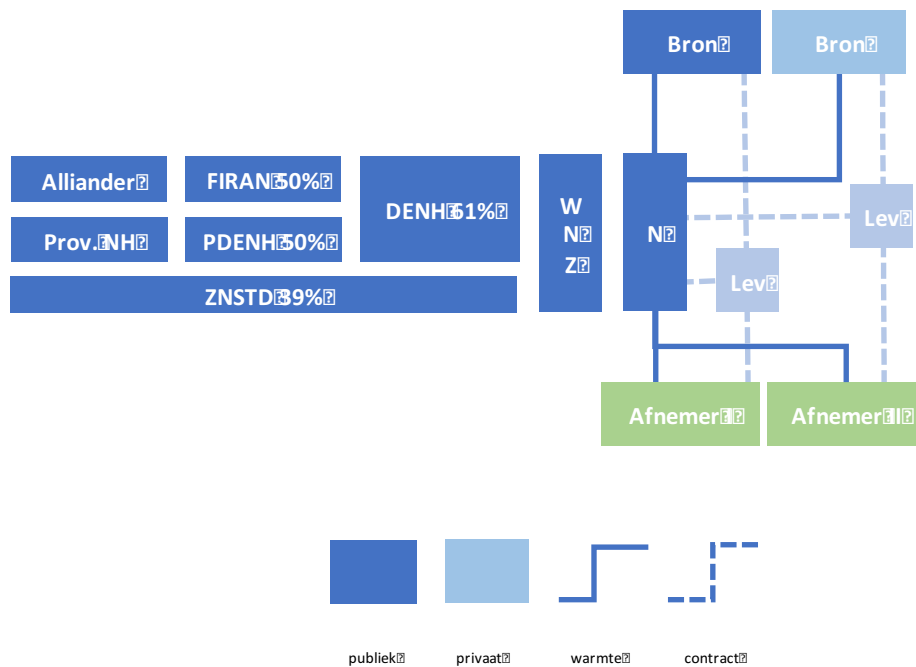 Bron
Bron
Alliander
FIRAN 50%
DENH 61%
W
N
Z
N
Lev
Prov. NH
PDENH 50%
Lev
ZNSTD 39%
Afnemer I
Afnemer II
publiek
privaat
warmte
contract